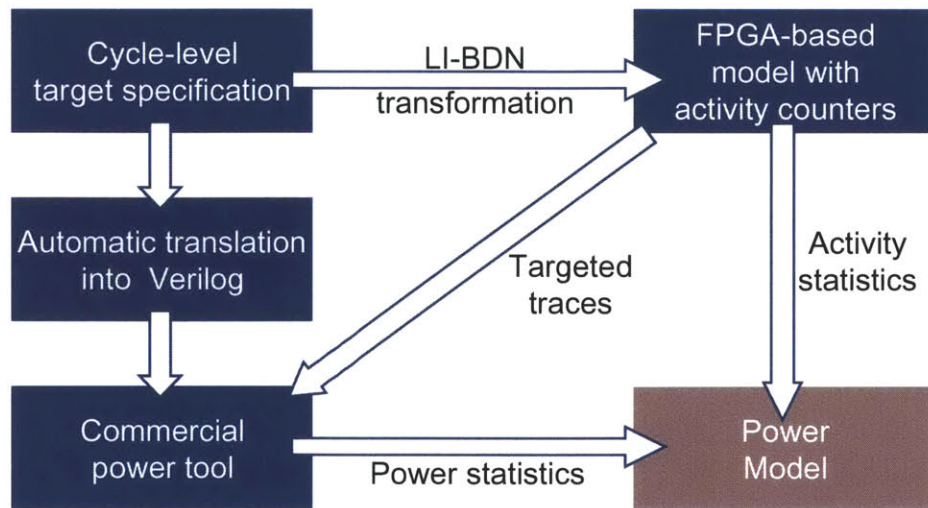 Cycle-level
target specification
LI-BDN
transformation
FPGA-based
model with
activity counters
Automatic translation
into Verilog
Targeted
traces
Activity
statistics
Commercial
power tool
Power statistics
Power
Model